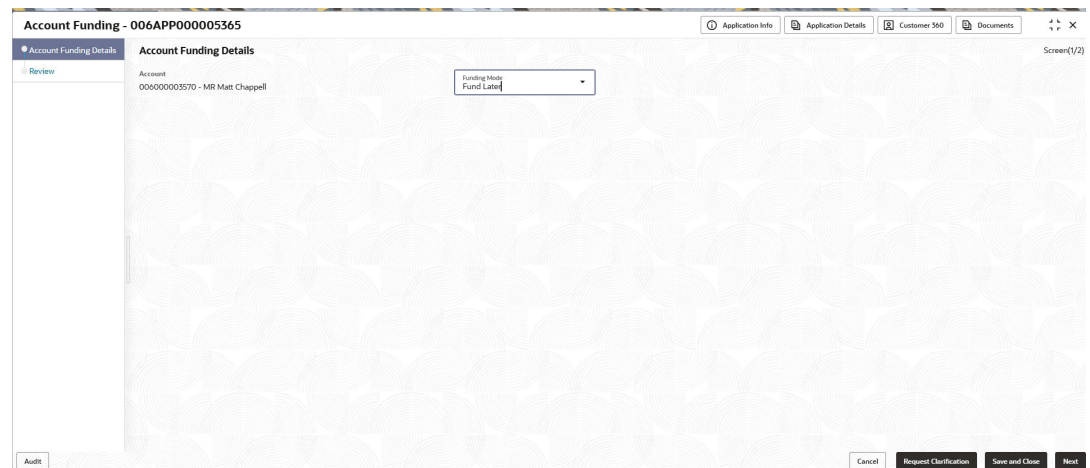 Account Funding - 006APP000005365
Application Info
Application Details
Customer 360
Documents
Account Funding Details
Review
Account Funding Details
Screen(1/2)
Account
006000003570 - MR Matt Chappell
Funding Mode
Fund Later
Audit
Cancel
Request Clarification
Save and Close
Next